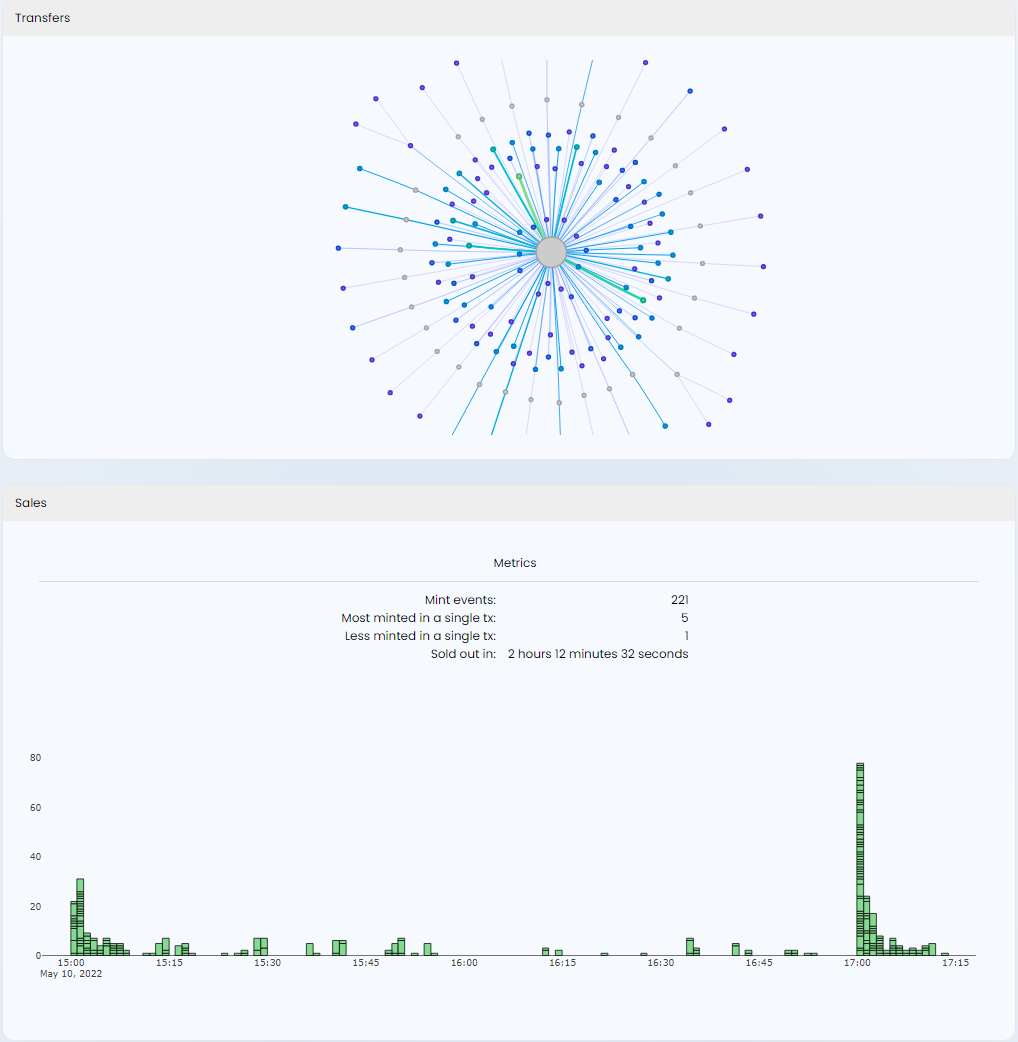 Transfers
Sales
Metrics
Mint events: 221
Most minted in a single tx: 5
Less minted in a single tx: 1
Sold out in: 2 hours 12 minutes 32 seconds
80
60
40
20
0
15:00 15:15 15:30 15:45 16:00 16:15 16:30 16:45 17:00 17:15
May 10, 2022